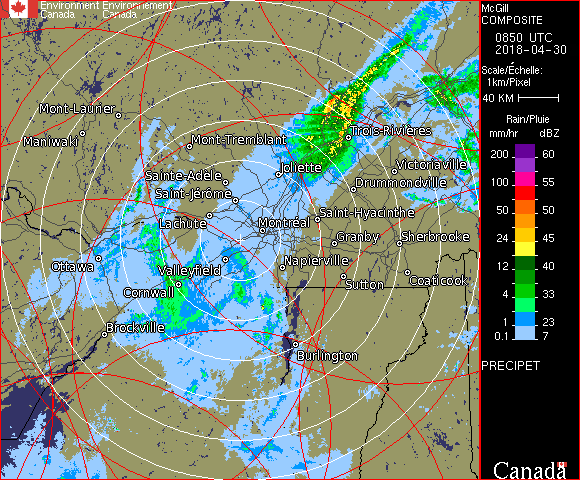 Environment Environnement
Canada Canada
McGill
COMPOSITE
0850 UTC
2018-04-30
Scale/Échelle:
1km/Pixel
40 KM
Rain/Pluie
mm/hr dBZ
200 60
100 55
50 50
24 45
12 40
4 33
1 23
0.1 7
PRECIPET
Canada
Mont-Laurier
Maniwaki
Mont-Tremblant
Trois-Rivières
Joliette
Victoriaville
Sainte-Adèle
Drummondville
Saint-Jérôme
Saint-Hyacinthe
Lachute
Montréal
Granby
Sherbrooke
Ottawa
Napierville
Valleyfield
Coaticook
Sutton
Cornwall
Brockville
Burlington